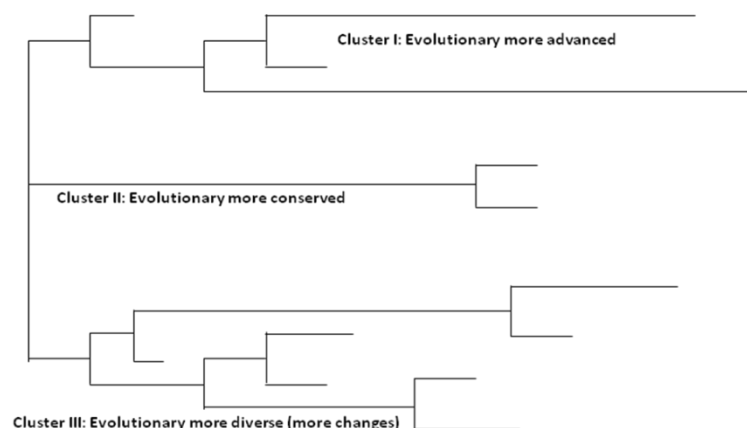 Cluster I: Evolutionary more advanced
Cluster II: Evolutionary more conserved
Cluster III: Evolutionary more diverse (more changes)